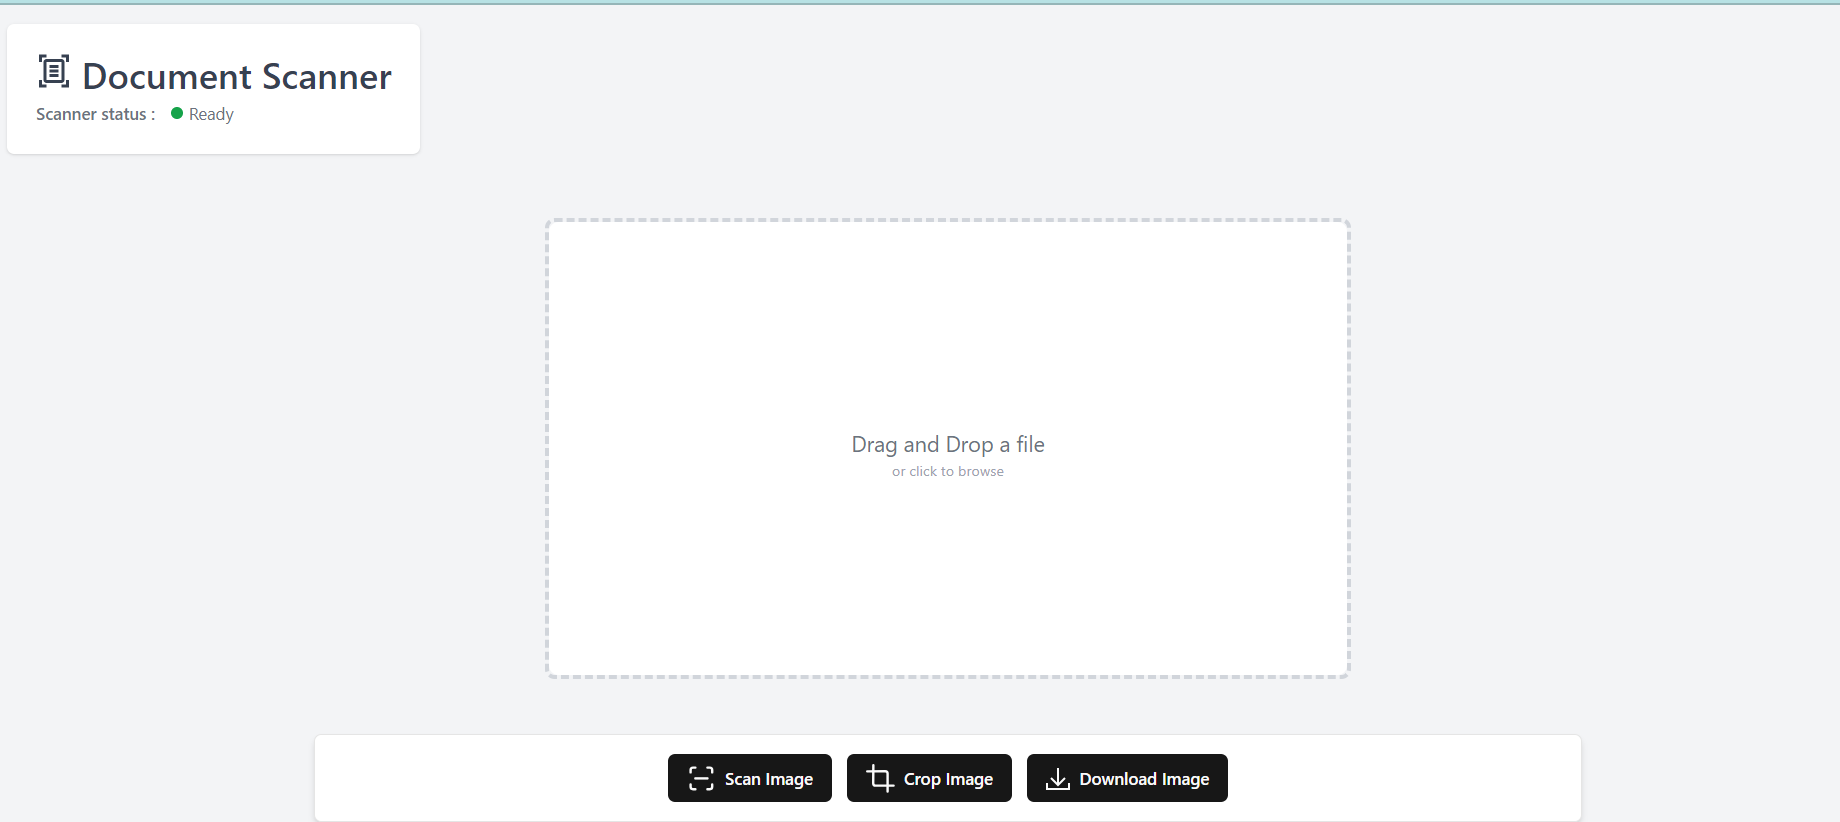 Document Scanner
Scanner status : Ready
Drag and Drop a file
or click to browse
Scan Image Crop Image Download Image